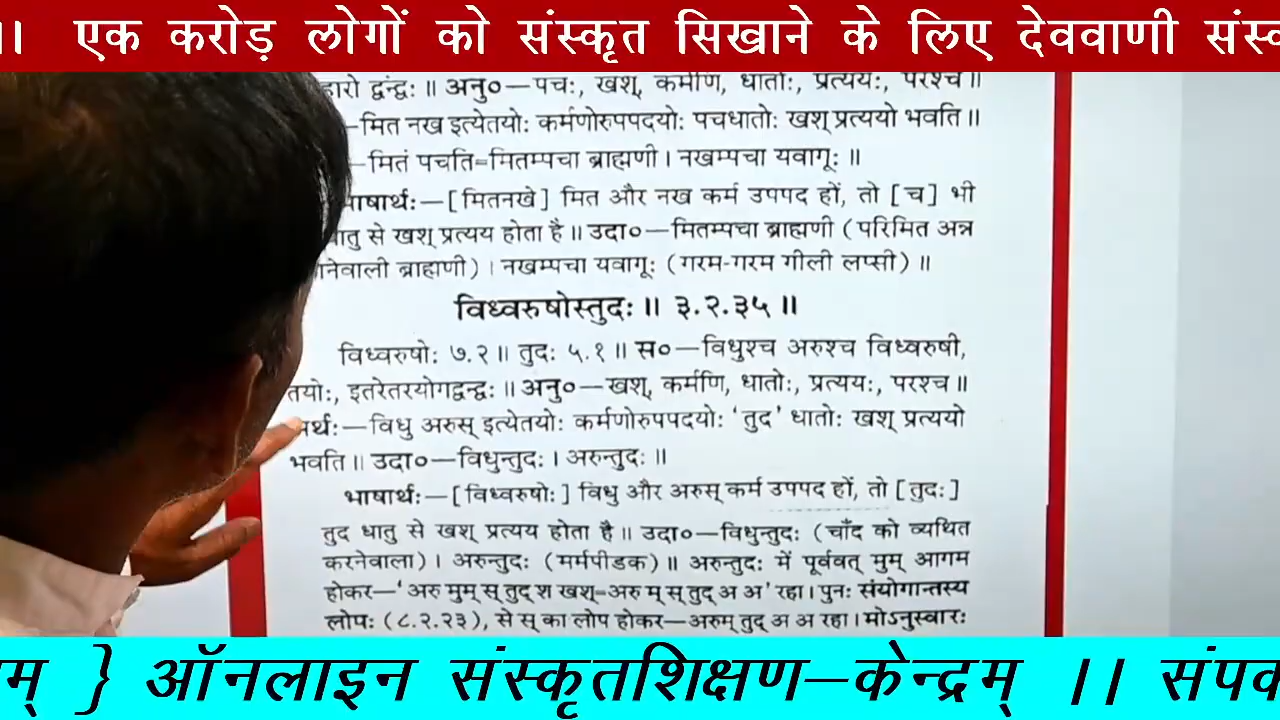 ।। एक करोड़ लोगों को संस्कृत सिखाने के लिए देववाणी
द्वंद्वः ॥ अनु०—पचः, खश्, कर्मणि, धातोः, प्रत्ययः, परश्च ॥
—मित नख इत्येतयोः कर्मणोरुपपदयोः पचधातोः खश् प्रत्ययो भवति ॥
—मितं पचति=मितम्पचा ब्राह्मणी । नखम्पचा यवागूः ॥
भाषार्थः—[मितनखे] मित और नख कर्म उपपद हों, तो [च] भी
से खश् प्रत्यय होता है ॥ उदा०—मितम्पचा ब्राह्मणी (परिमित अन्न
ब्राह्मणी) । नखम्पचा यवागूः (गरम-गरम गीली लप्सी) ॥
विध्वरुषोस्तुदः ॥ ३.२.३५ ॥
विध्वरुषोः ७.२ ॥ तुदः ५.१ ॥ स०—विधुश्च अरुश्च विध्वरुषी,
तयोः, इतरेतरयोगद्वन्द्वः ॥ अनु०—खश्, कर्मणि, धातोः, प्रत्ययः, परश्च ॥
—विधु अरुस् इत्येतयोः कर्मणोरुपपदयोः 'तुद' धातोः खश् प्रत्ययो
भवति ॥ उदा०—विधुन्तुदः । अरुन्तुदः ॥
भाषार्थः—[विध्वरुषोः] विधु और अरुस् कर्म उपपद हों, तो [तुदः]
तुद धातु से खश् प्रत्यय होता है ॥ उदा०—विधुन्तुदः (चाँद को व्यथित
करनेवाला) । अरुन्तुदः (मर्मपीडक) ॥ अरुन्तुदः में पूर्ववत् मुम् आगम
होकर—'अरु मुम् स् तुद् श खश्=अरु म् स् तुद् अ अ' रहा । पुनः संयोगान्तस्य
लोपः (८.२.२३), से स् का लोप होकर—अरुम् तुद् अ अ रहा । मोऽनुस्वारः
} ऑनलाइन संस्कृतशिक्षण–केन्द्रम् ।।